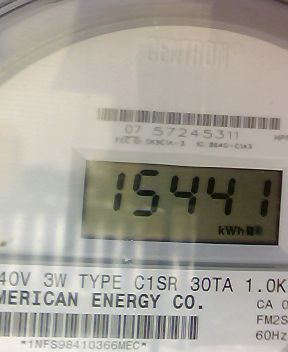 07 57245311
15441
kWh
40V 3W TYPE C1SR 30TA 1.0K
MERICAN ENERGY CO.
CA 0
FM2S
60Hz
*1NFS98410366MEC*